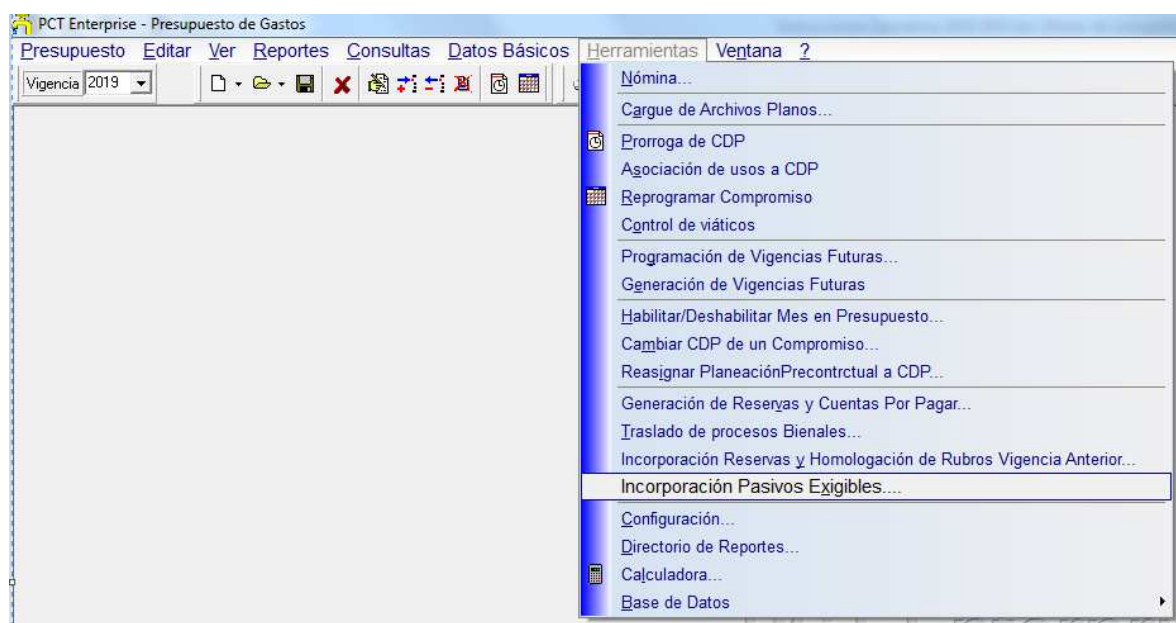 PCT Enterprise - Presupuesto de Gastos
Presupuesto Editar Ver Reportes Consultas Datos Básicos Herramientas Ventana ?
Vigencia 2019
Nómina...
Cargue de Archivos Planos...
Prorroga de CDP
Asociación de usos a CDP
Reprogramar Compromiso
Control de viáticos
Programación de Vigencias Futuras...
Generación de Vigencias Futuras
Habilitar/Deshabilitar Mes en Presupuesto...
Cambiar CDP de un Compromiso...
Reasignar PlaneaciónPrecontrctual a CDP...
Generación de Reservas y Cuentas Por Pagar...
Traslado de procesos Bienales...
Incorporación Reservas y Homologación de Rubros Vigencia Anterior...
Incorporación Pasivos Exigibles....
Configuración...
Directorio de Reportes...
Calculadora...
Base de Datos